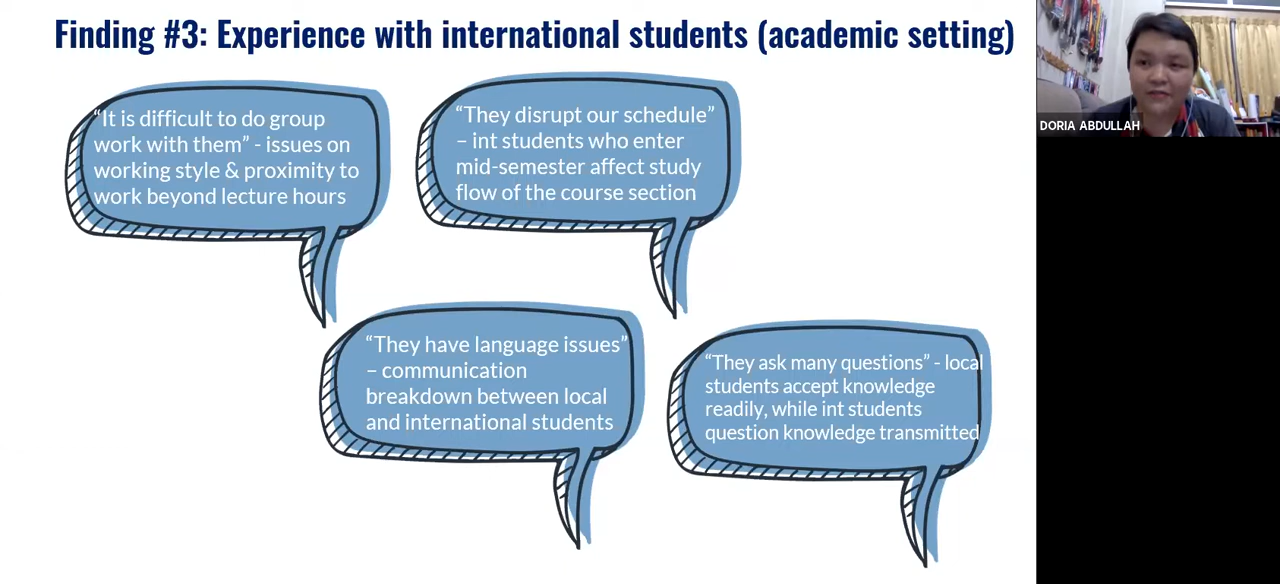 Finding #3: Experience with international students (academic setting)
“It is difficult to do group
work with them” - issues on
working style & proximity to
work beyond lecture hours
“They disrupt our schedule”
– int students who enter
mid-semester affect study
flow of the course section
“They have language issues”
– communication
breakdown between local
and international students
“They ask many questions” - local
students accept knowledge
readily, while int students
question knowledge transmitted
DORIA ABDULLAH